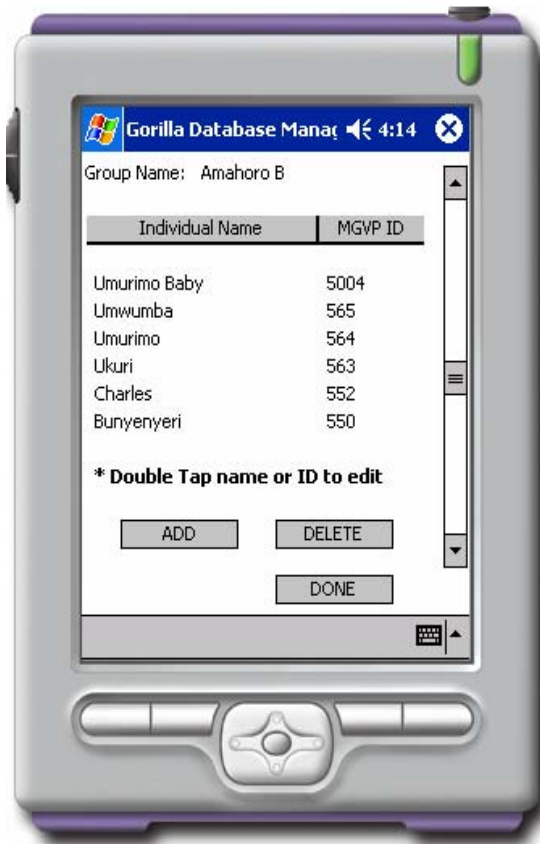 Gorilla Database Manag 4:14
Group Name: Amahoro B
Individual Name MGVP ID
Umurimo Baby 5004
Umwumba 565
Umurimo 564
Ukuri 563
Charles 552
Bunyenyeri 550
* Double Tap name or ID to edit
ADD DELETE
DONE